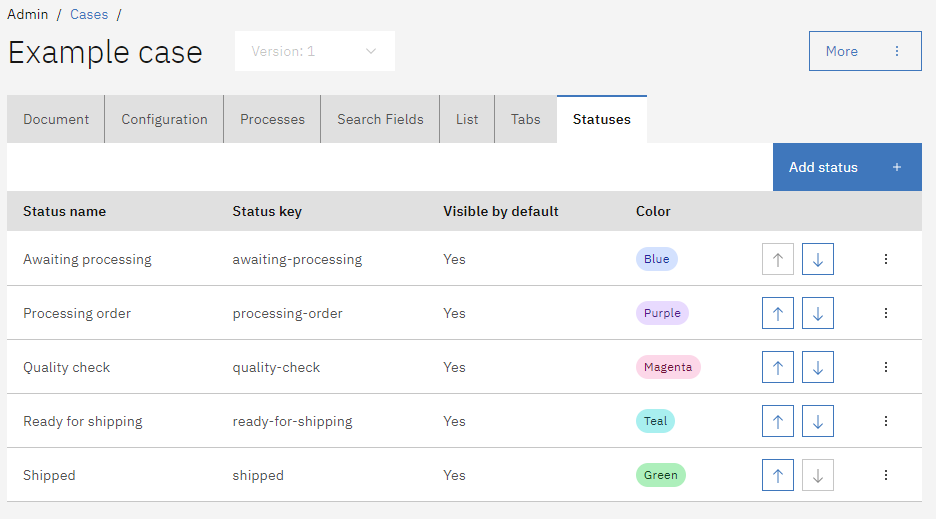 Admin / Cases /
Example case
Version: 1
More
Document Configuration Processes Search Fields List Tabs Statuses
Add status +
Status name Status key Visible by default Color
Awaiting processing awaiting-processing Yes Blue
Processing order processing-order Yes Purple
Quality check quality-check Yes Magenta
Ready for shipping ready-for-shipping Yes Teal
Shipped shipped Yes Green